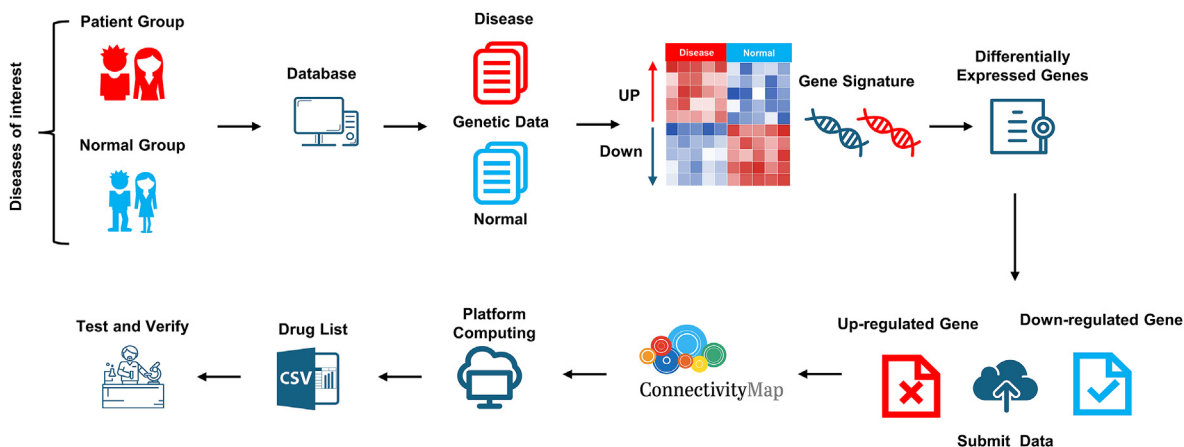 Diseases of interest
Patient Group
Normal Group
Database
Disease
Genetic Data
Normal
Disease Normal
UP
Down
Gene Signature
Differentially
Expressed Genes
Up-regulated Gene
Down-regulated Gene
Submit Data
ConnectivityMap
Platform
Computing
Drug List
CSV
Test and Verify